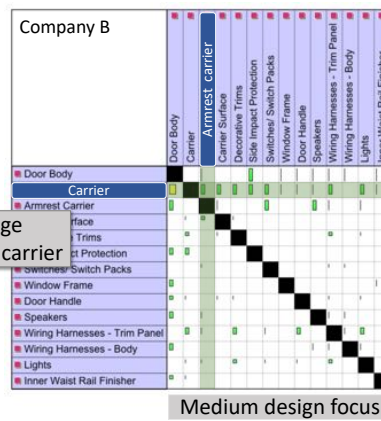 Company B
Door Body
Carrier
Armrest carrier
Carrier Surface
Decorative Trims
Side Impact Protection
Switches/ Switch Packs
Window Frame
Door Handle
Speakers
Wiring Harnesses - Trim Panel
Wiring Harnesses - Body
Lights
Door Body
Carrier
Armrest Carrier
rface
Trims
ct Protection
carrier
Switches/ Switch Packs
Window Frame
Door Handle
Speakers
Wiring Harnesses - Trim Panel
Wiring Harnesses - Body
Lights
Inner Waist Rail Finisher
Medium design focus